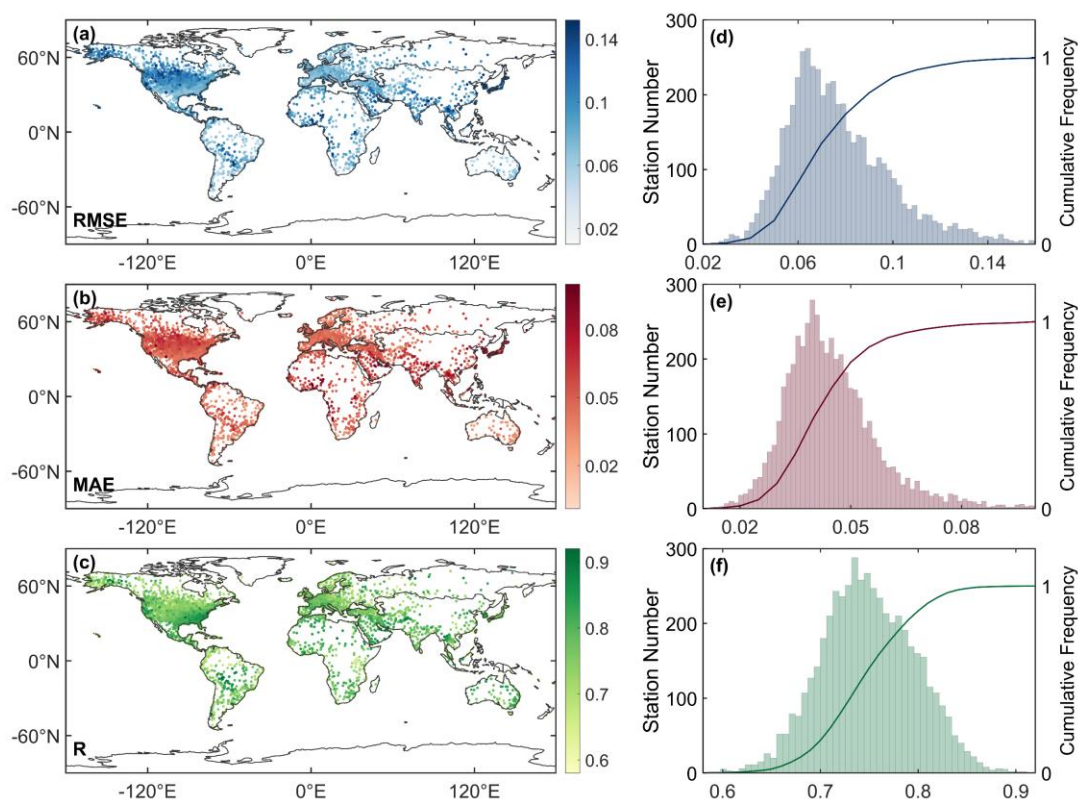 (a)
60°N
0°N
-60°N
RMSE
-120°E
0°E
120°E
0.14
0.11
0.08
0.05
0.02
(d)
300
200
100
0
Station Number
1
0
Cumulative Frequency
0.02
0.06
0.1
0.14
(b)
60°N
0°N
-60°N
MAE
-120°E
0°E
120°E
0.08
0.05
0.02
(e)
300
200
100
0
Station Number
1
0
Cumulative Frequency
0.02
0.05
0.08
(c)
60°N
0°N
-60°N
R
-120°E
0°E
120°E
0.9
0.8
0.7
0.6
(f)
300
200
100
0
Station Number
1
0
Cumulative Frequency
0.6
0.7
0.8
0.9